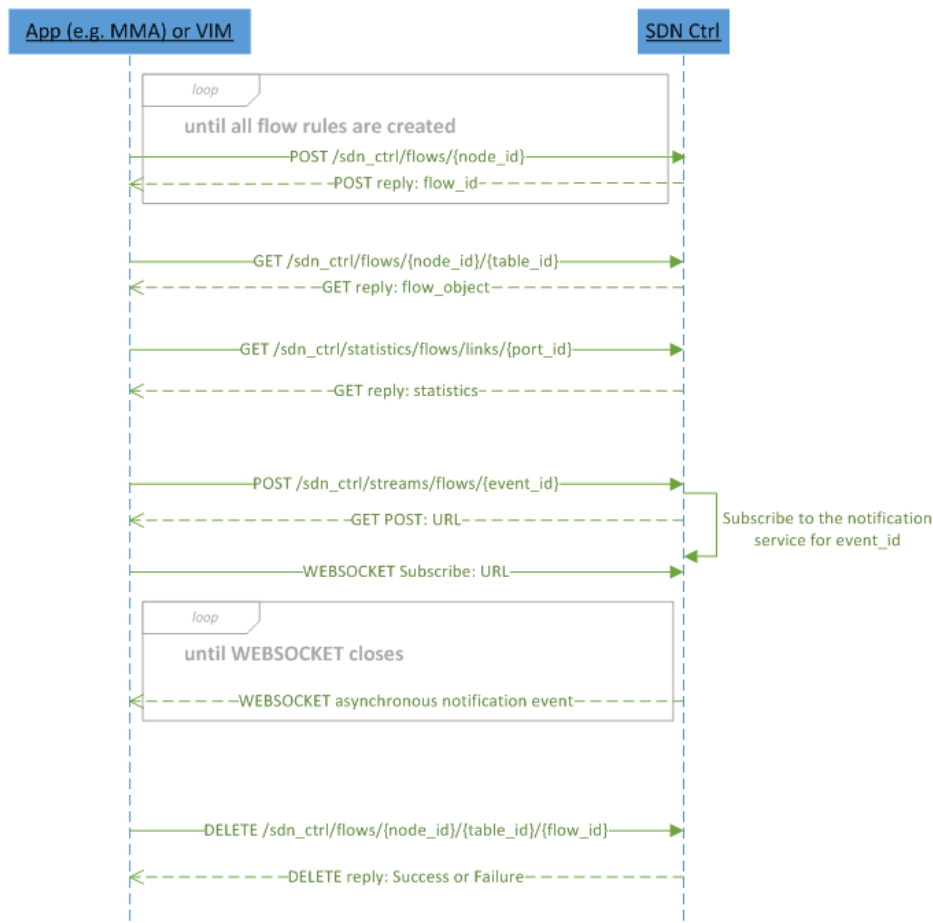 App (e.g. MMA) or VIM
SDN Ctrl
loop
until all flow rules are created
POST /sdn_ctrl/flows/{node_id}
POST reply: flow_id
GET /sdn_ctrl/flows/{node_id}/{table_id}
GET reply: flow_object
GET /sdn_ctrl/statistics/flows/links/{port_id}
GET reply: statistics
POST /sdn_ctrl/streams/flows/{event_id}
GET POST: URL
Subscribe to the notification
service for event_id
WEBSOCKET Subscribe: URL
loop
until WEBSOCKET closes
WEBSOCKET asynchronous notification event
DELETE /sdn_ctrl/flows/{node_id}/{table_id}/{flow_id}
DELETE reply: Success or Failure